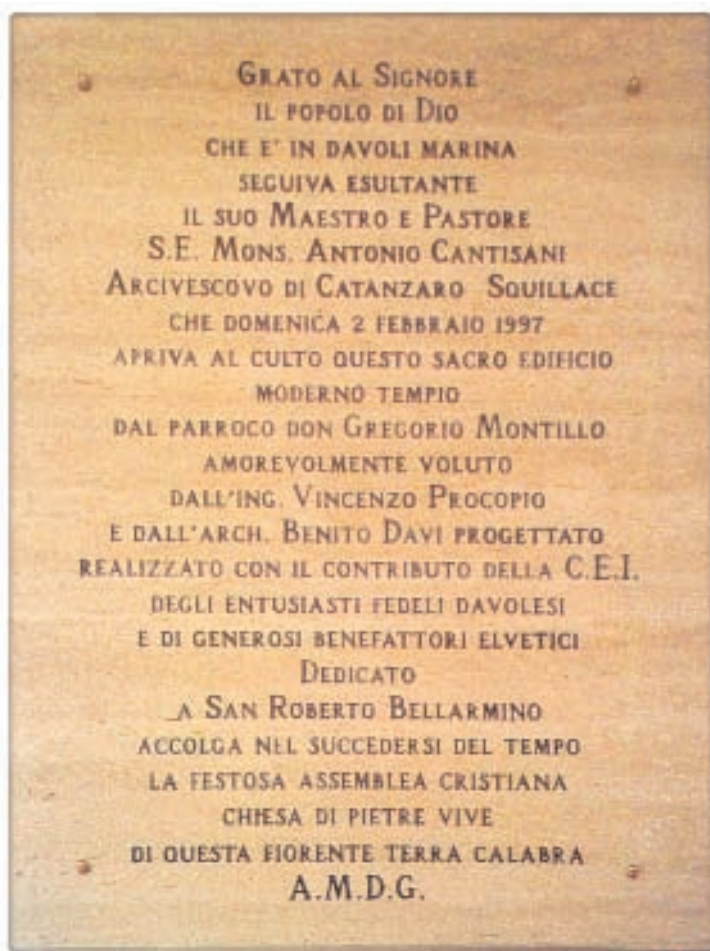 Grato al Signore
il popolo di Dio
che e' in davoli marina
seguiva esultante
il suo Maestro e Pastore
S.E. Mons. Antonio Cantisani
Arcivescovo di Catanzaro Squillace
che domenica 2 febbraio 1997
apriva al culto questo sacro edificio
moderno tempio
dal parroco don Gregorio Montillo
amorevolmente voluto
dall'ing. Vincenzo Procopio
e dall'arch. Benito Davi progettato
realizzato con il contributo della C.E.I.
degli entusiasti fedeli davolesi
e di generosi benefattori elvetici
Dedicato
a San Roberto Bellarmino
accolga nel succedersi del tempo
la festosa assemblea cristiana
chiesa di pietre vive
di questa fiorente terra calabra
A.M.D.G.